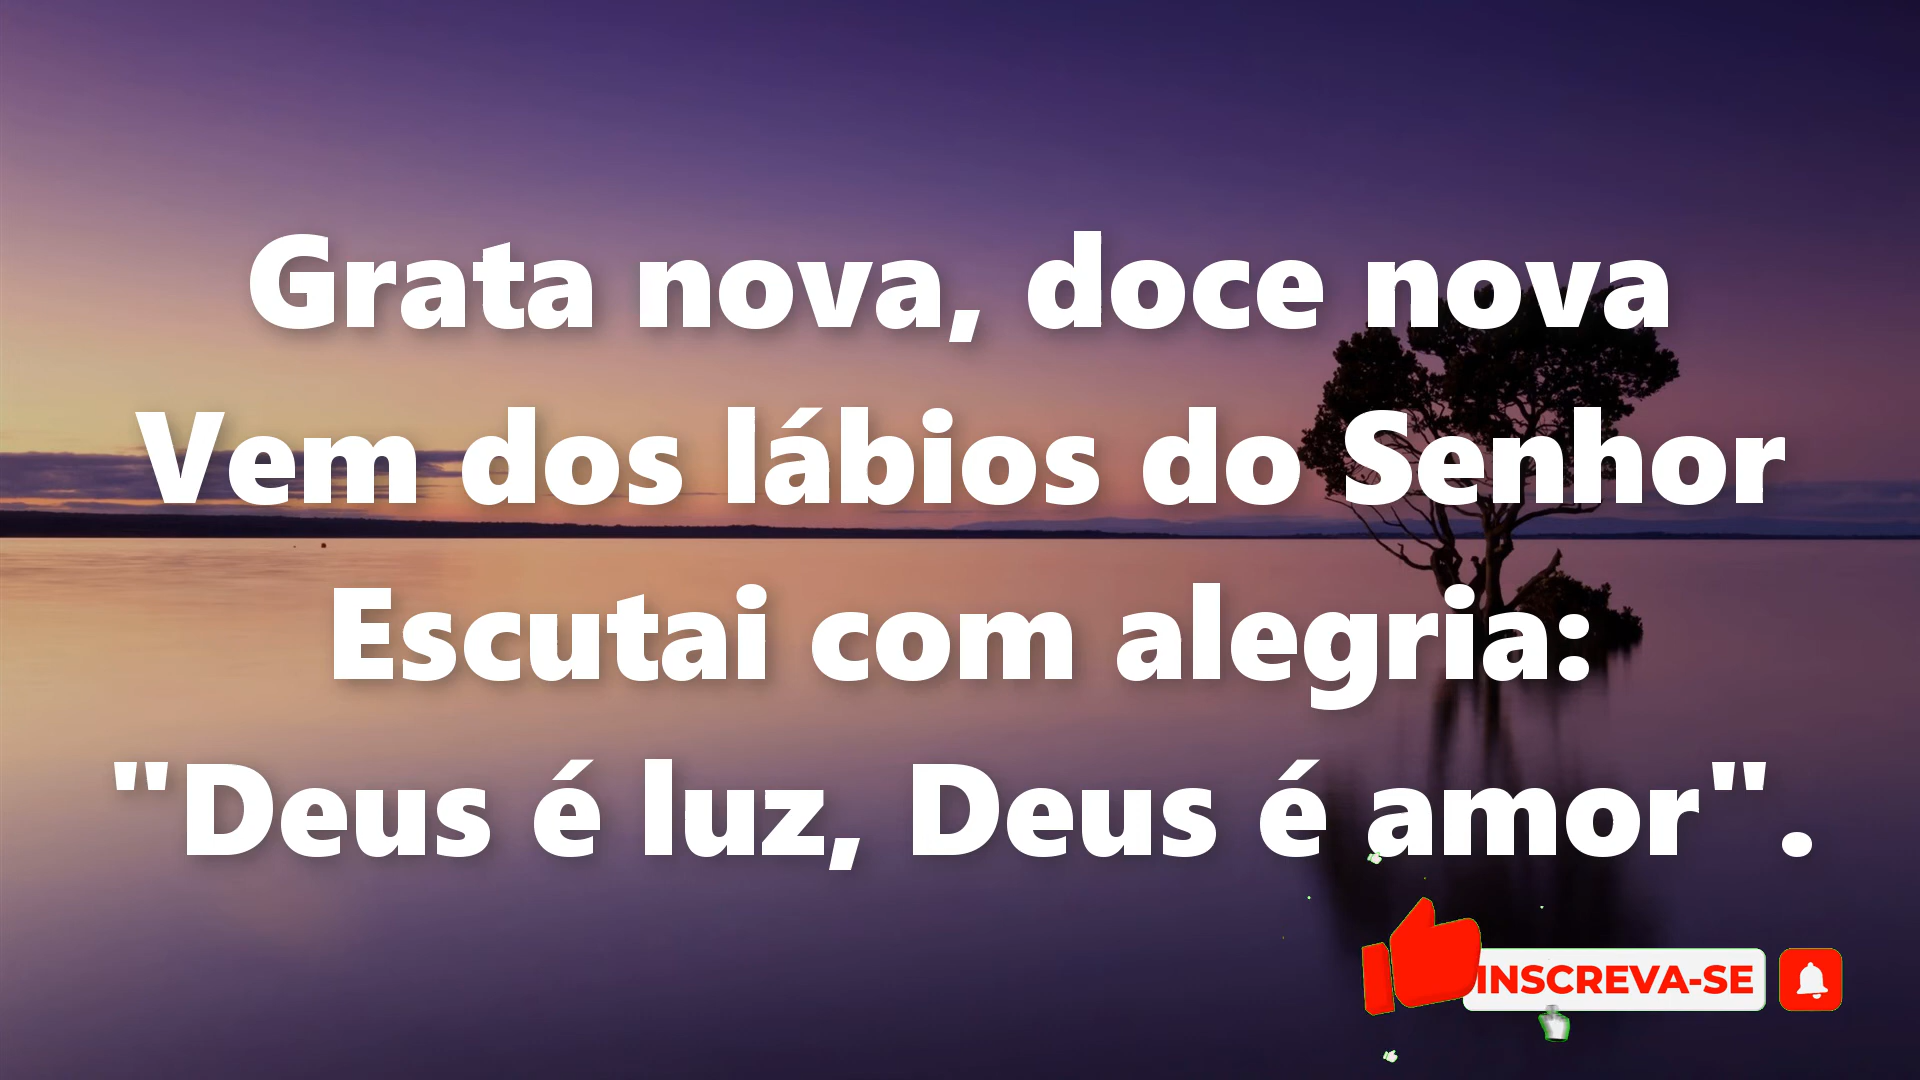 Grata nova, doce nova
Vem dos lábios do Senhor
Escutai com alegria:
"Deus é luz, Deus é amor".
INSCREVA-SE